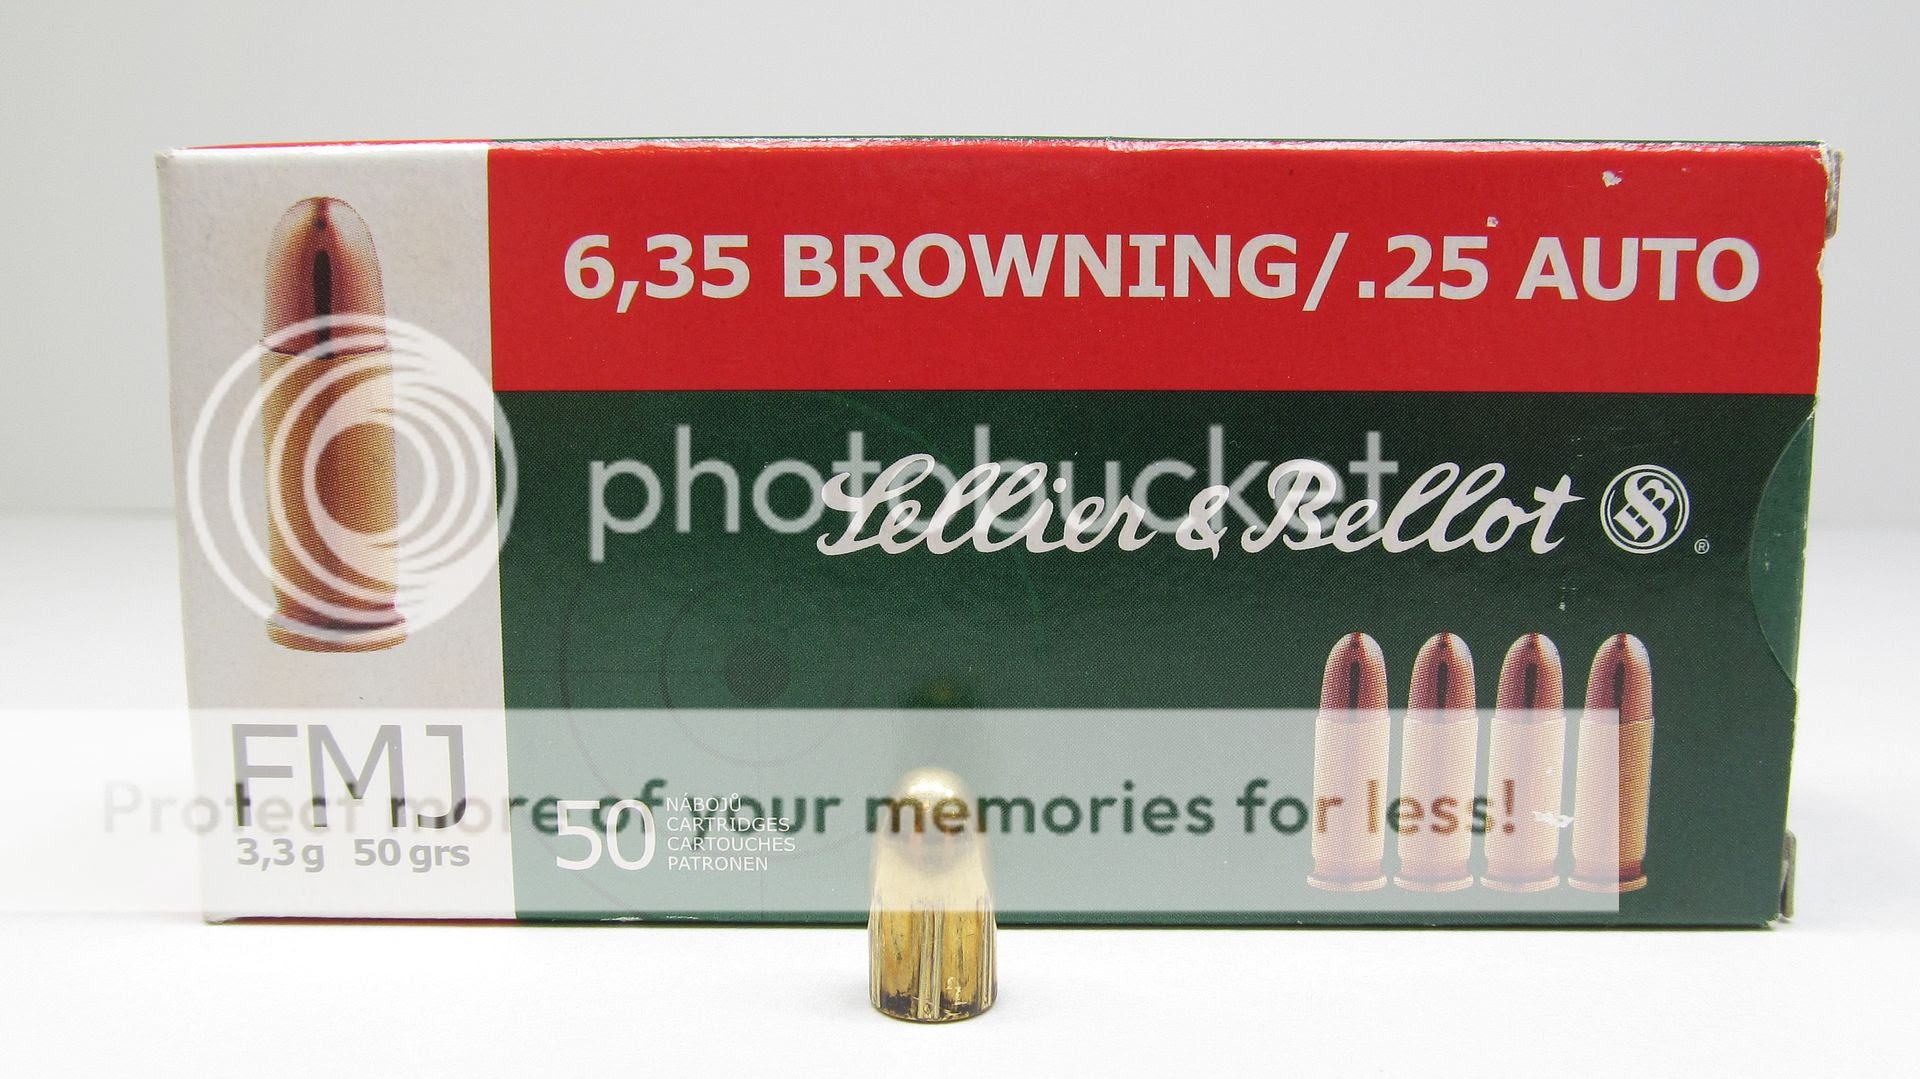 6,35 BROWNING/.25 AUTO
photobucket
Sellier & Bellot SB ®
FMJ
Protect more of your memories for less!
3,3g 50 grs
50
NÁBOJŮ
CARTRIDGES
CARTOUCHES
PATRONEN